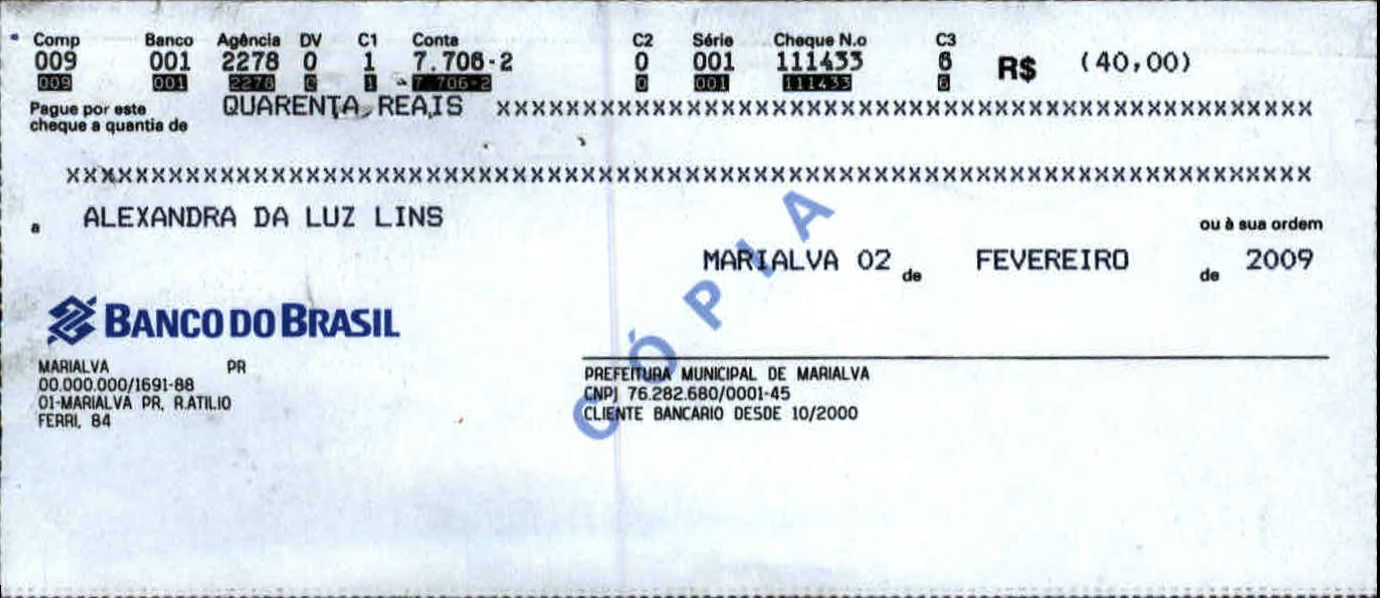 Comp Banco Agência DV C1 Conta C2 Série Cheque N.o C3
009 001 2278 0 1 7.706-2 0 001 111433 6 R$ (40,00)
009 001 2278 0 1 7.706-2 0 001 111433 6
Pague por este cheque a quantia de QUARENTA REAIS XXXXXXXXXXXXXXXXXXXXXXXXXXXXXXXXXXXXXXXXXXXXXXXXXXXXXXXXX
XXXXXXXXXXXXXXXXXXXXXXXXXXXXXXXXXXXXXXXXXXXXXXXXXXXXXXXXXXXXXXXXXXXXXXXXXXXXXXXXXXXXXXX
a ALEXANDRA DA LUZ LINS ou à sua ordem
MARIALVA 02 de FEVEREIRO de 2009
CÓPIA
BANCO DO BRASIL
MARIALVA PR
00.000.000/1691-88
01-MARIALVA PR, R.ATILIO
FERRI, 84
PREFEITURA MUNICIPAL DE MARIALVA
CNPJ 76.282.680/0001-45
CLIENTE BANCARIO DESDE 10/2000